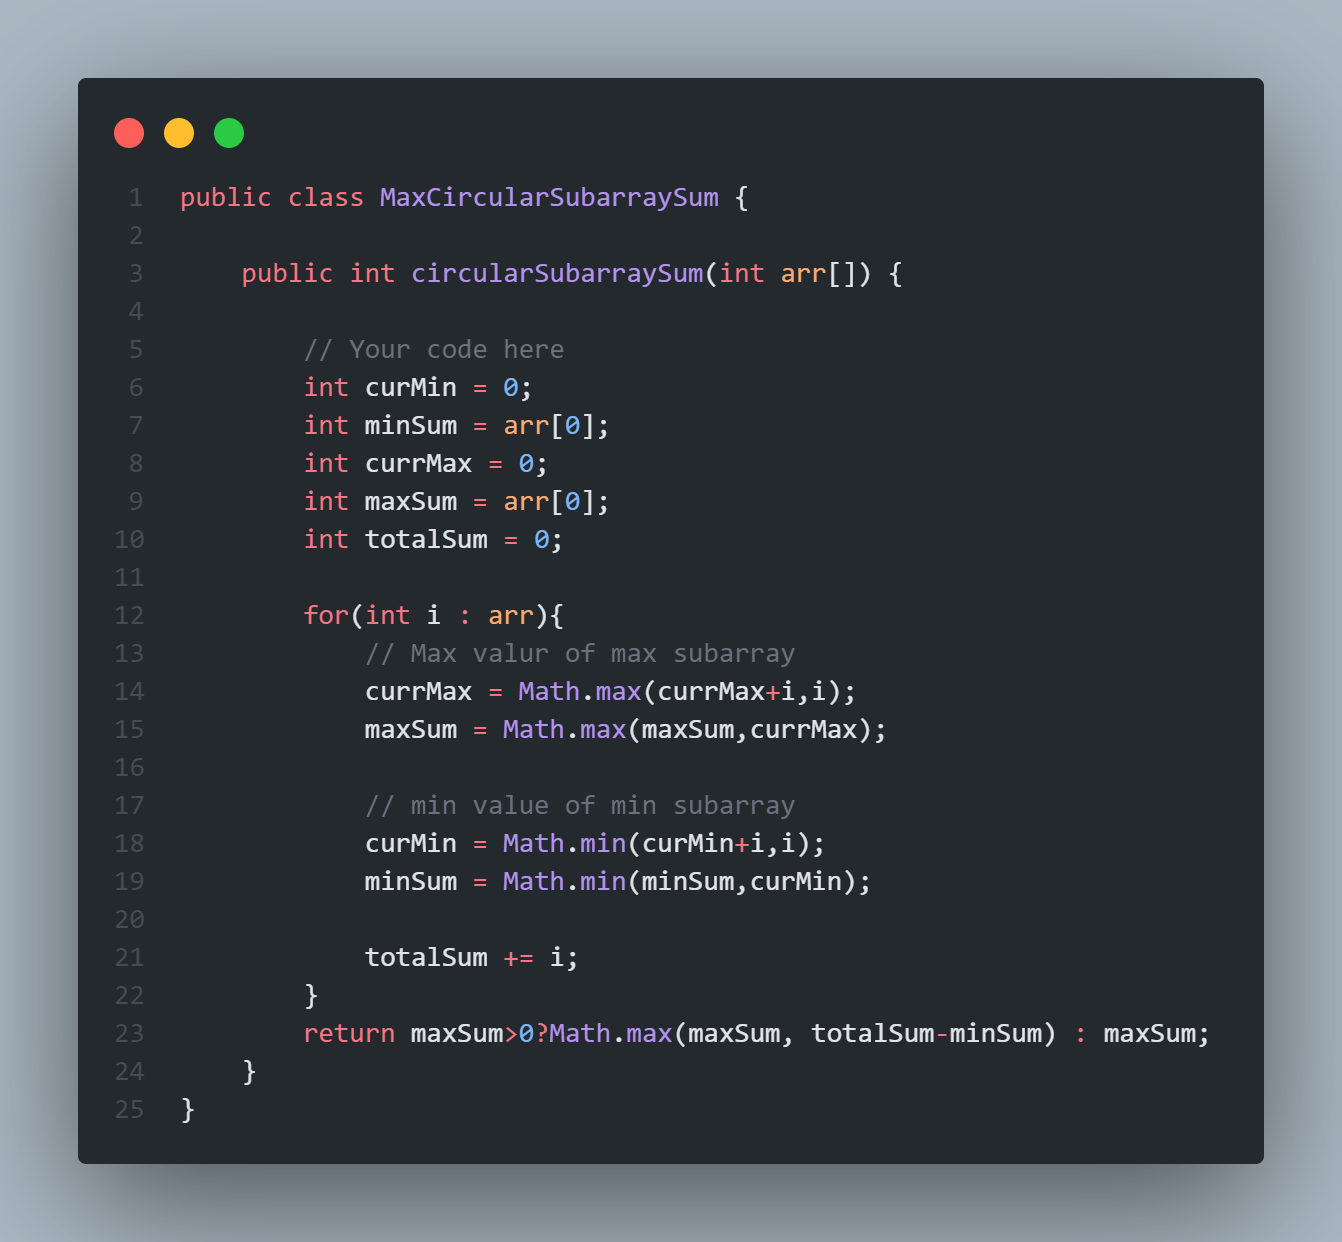 1 public class MaxCircularSubarraySum {
2
3     public int circularSubarraySum(int arr[]) {
4
5         // Your code here
6         int curMin = 0;
7         int minSum = arr[0];
8         int currMax = 0;
9         int maxSum = arr[0];
10         int totalSum = 0;
11
12         for(int i : arr){
13             // Max valur of max subarray
14             currMax = Math.max(currMax+i,i);
15             maxSum = Math.max(maxSum,currMax);
16
17             // min value of min subarray
18             curMin = Math.min(curMin+i,i);
19             minSum = Math.min(minSum,curMin);
20
21             totalSum += i;
22         }
23         return maxSum>0?Math.max(maxSum, totalSum-minSum) : maxSum;
24     }
25 }